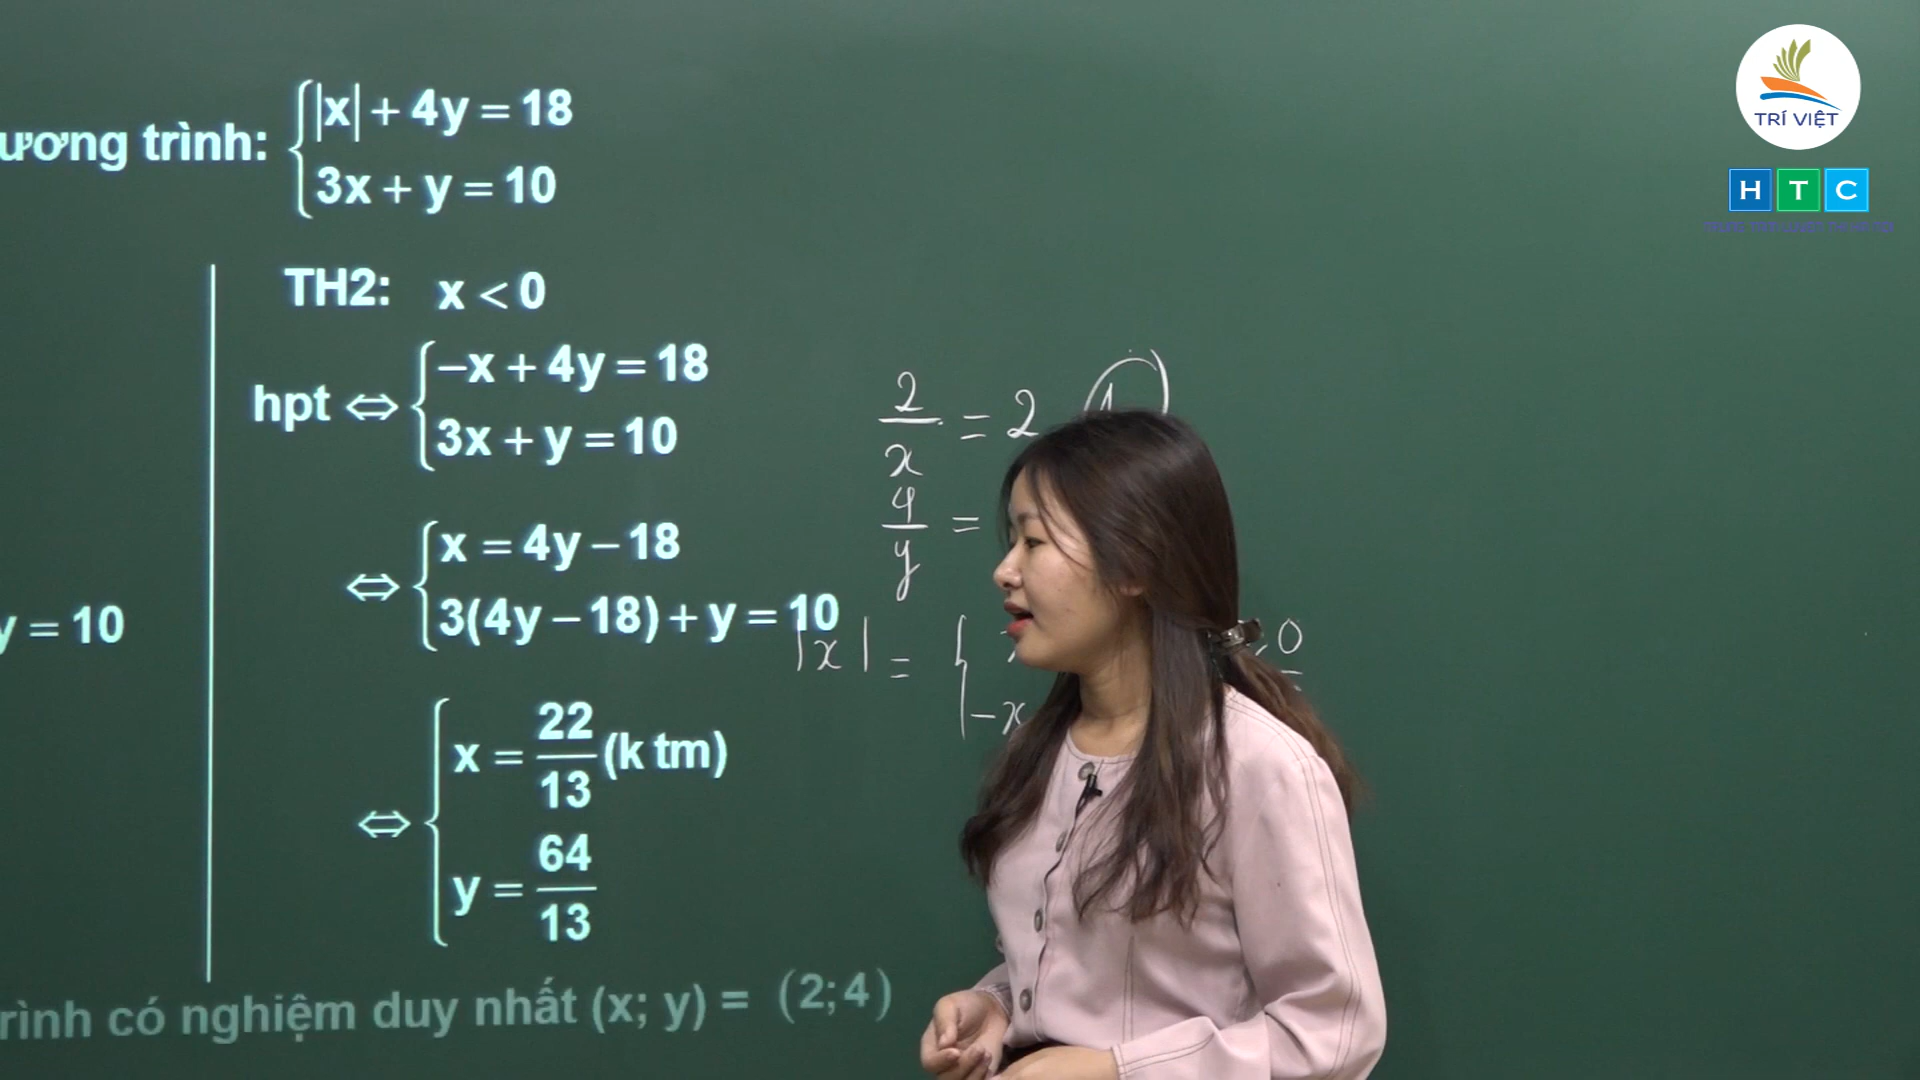 ương trình: { |x| + 4y = 18
3x + y = 10
TH2: x < 0
hpt ⇔ { –x + 4y = 18
3x + y = 10
⇔ { x = 4y – 18
3(4y – 18) + y = 10
y = 10
⇔ { x = 22/13 (k tm)
y = 64/13
rình có nghiệm duy nhất (x; y) = (2;4)
2/x = 2
4/y =
|x| = {
–x
0
TRÍ VIỆT
H T C